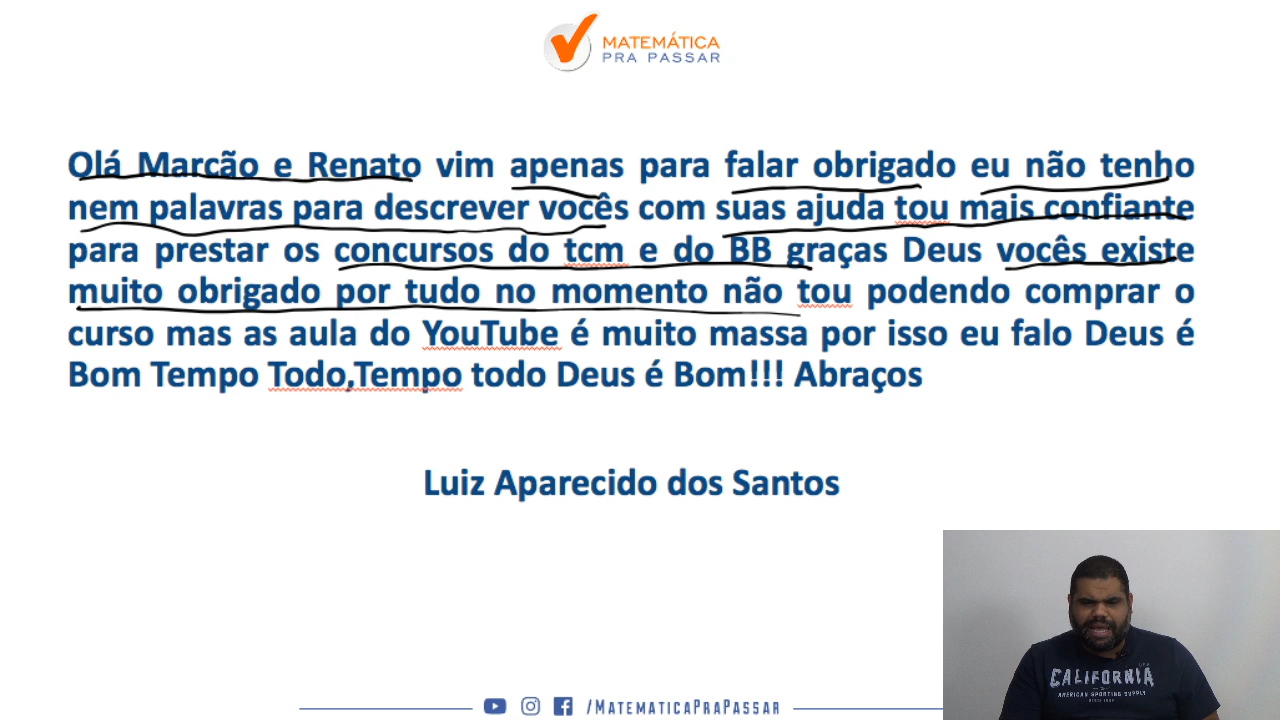 MATEMÁTICA
PRA PASSAR
Olá Marcão e Renato vim apenas para falar obrigado eu não tenho
nem palavras para descrever vocês com suas ajuda tou mais confiante
para prestar os concursos do tcm e do BB graças Deus vocês existe
muito obrigado por tudo no momento não tou podendo comprar o
curso mas as aula do YouTube é muito massa por isso eu falo Deus é
Bom Tempo Todo,Tempo todo Deus é Bom!!! Abraços
Luiz Aparecido dos Santos
CALIFORNIA
AMERICAN SPORTING SUPPLY
/MATEMATICAPRAPASSAR